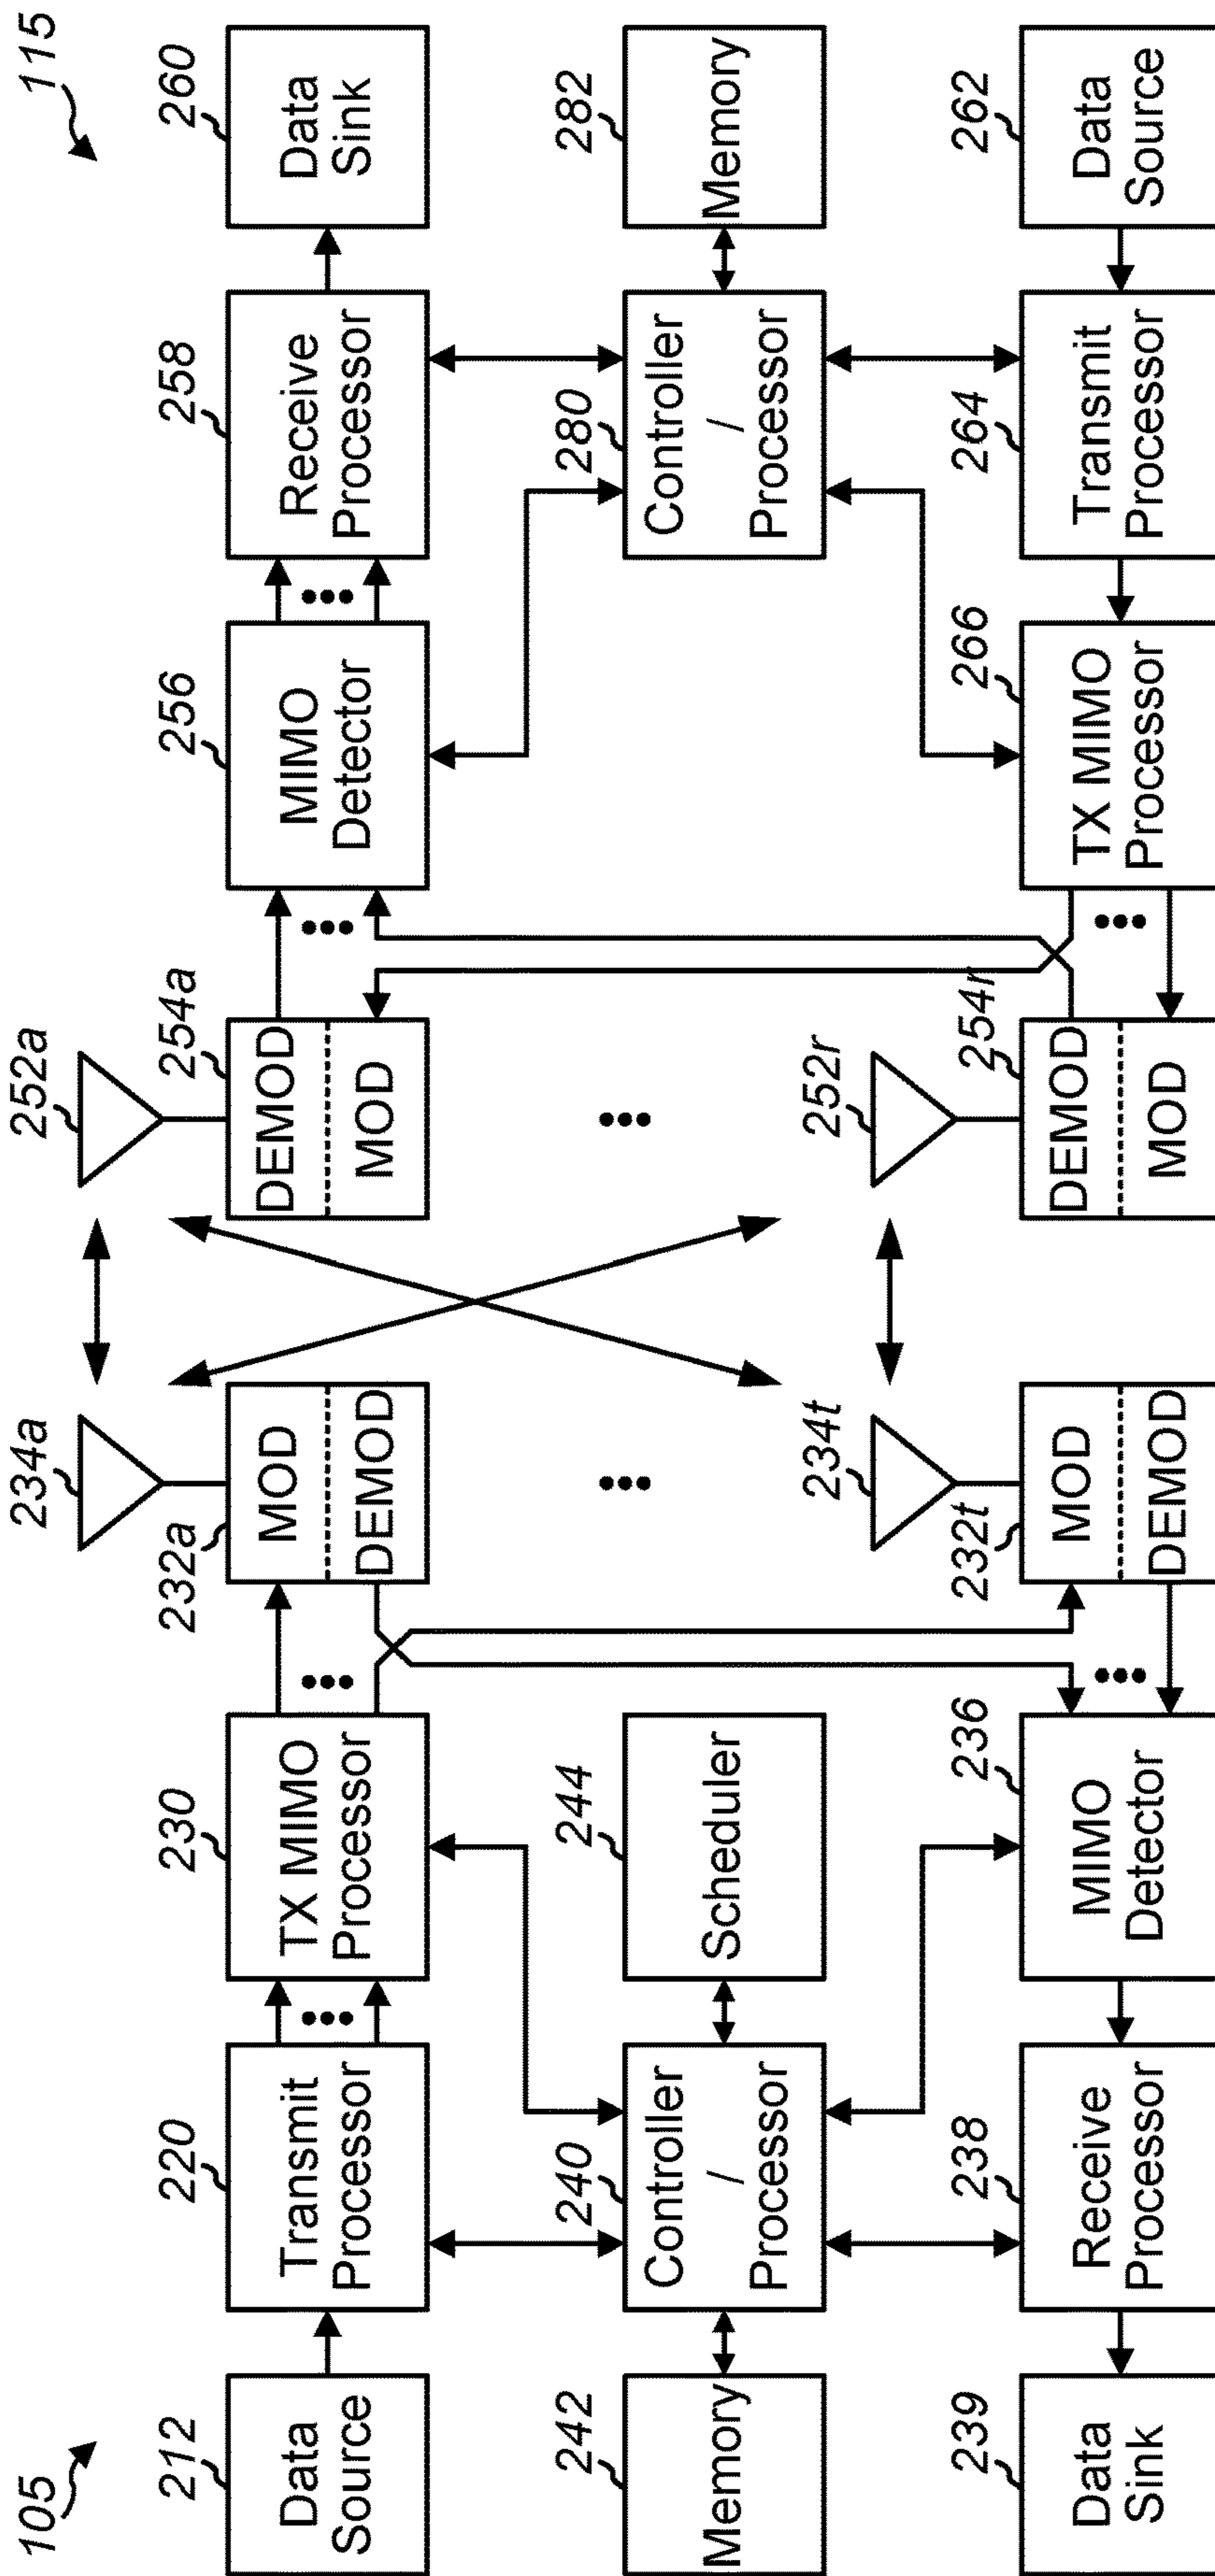 105
115
212
Data
Source
220
Transmit
Processor
230
TX MIMO
Processor
232a
MOD
DEMOD
234a
252a
254a
DEMOD
MOD
256
MIMO
Detector
258
Receive
Processor
260
Data
Sink
242
Memory
240
Controller
/
Processor
244
Scheduler
280
Controller
/
Processor
282
Memory
239
Data
Sink
238
Receive
Processor
236
MIMO
Detector
232t
MOD
DEMOD
234t
252r
254r
DEMOD
MOD
266
TX MIMO
Processor
264
Transmit
Processor
262
Data
Source